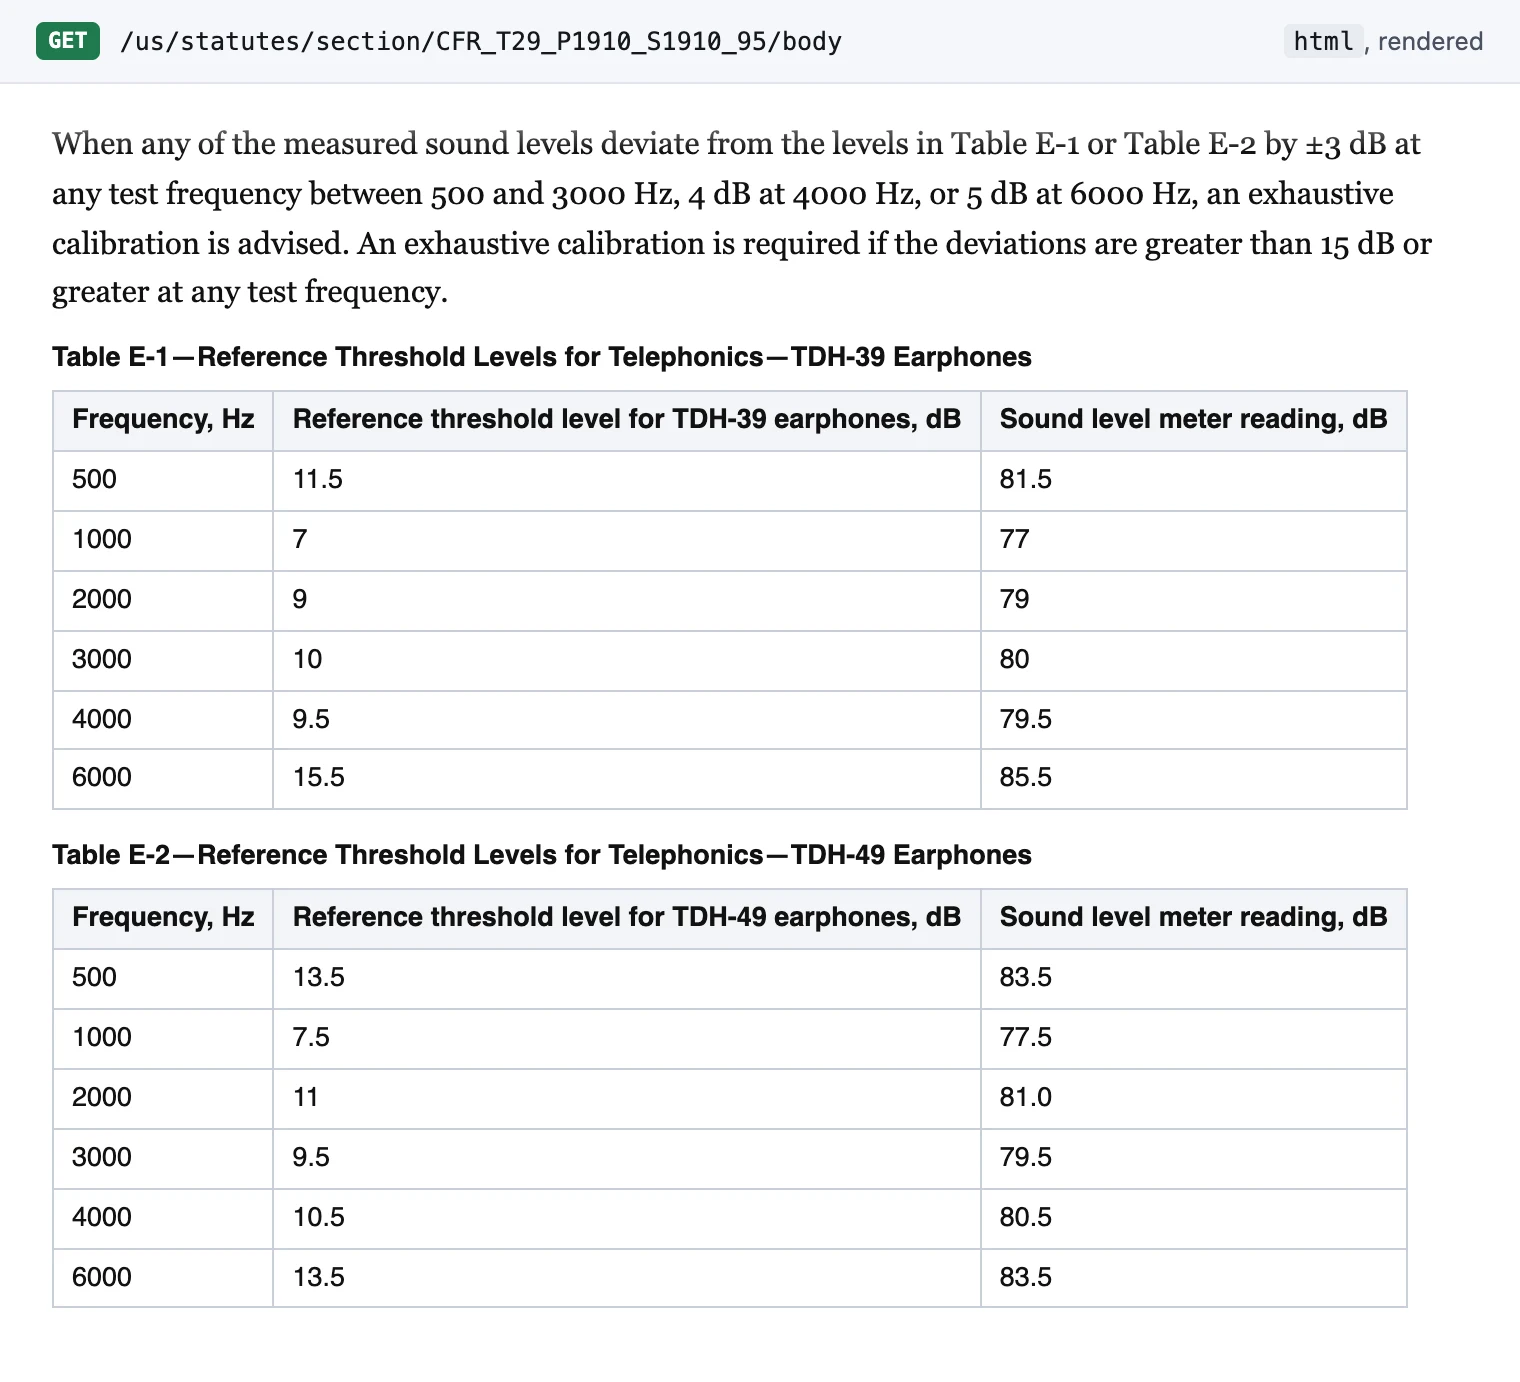 GET /us/statutes/section/CFR_T29_P1910_S1910_95/body html, rendered
When any of the measured sound levels deviate from the levels in Table E-1 or Table E-2 by ±3 dB at
any test frequency between 500 and 3000 Hz, 4 dB at 4000 Hz, or 5 dB at 6000 Hz, an exhaustive
calibration is advised. An exhaustive calibration is required if the deviations are greater than 15 dB or
greater at any test frequency.
Table E-1—Reference Threshold Levels for Telephonics—TDH-39 Earphones
Frequency, Hz Reference threshold level for TDH-39 earphones, dB Sound level meter reading, dB
500 11.5 81.5
1000 7 77
2000 9 79
3000 10 80
4000 9.5 79.5
6000 15.5 85.5
Table E-2—Reference Threshold Levels for Telephonics—TDH-49 Earphones
Frequency, Hz Reference threshold level for TDH-49 earphones, dB Sound level meter reading, dB
500 13.5 83.5
1000 7.5 77.5
2000 11 81.0
3000 9.5 79.5
4000 10.5 80.5
6000 13.5 83.5